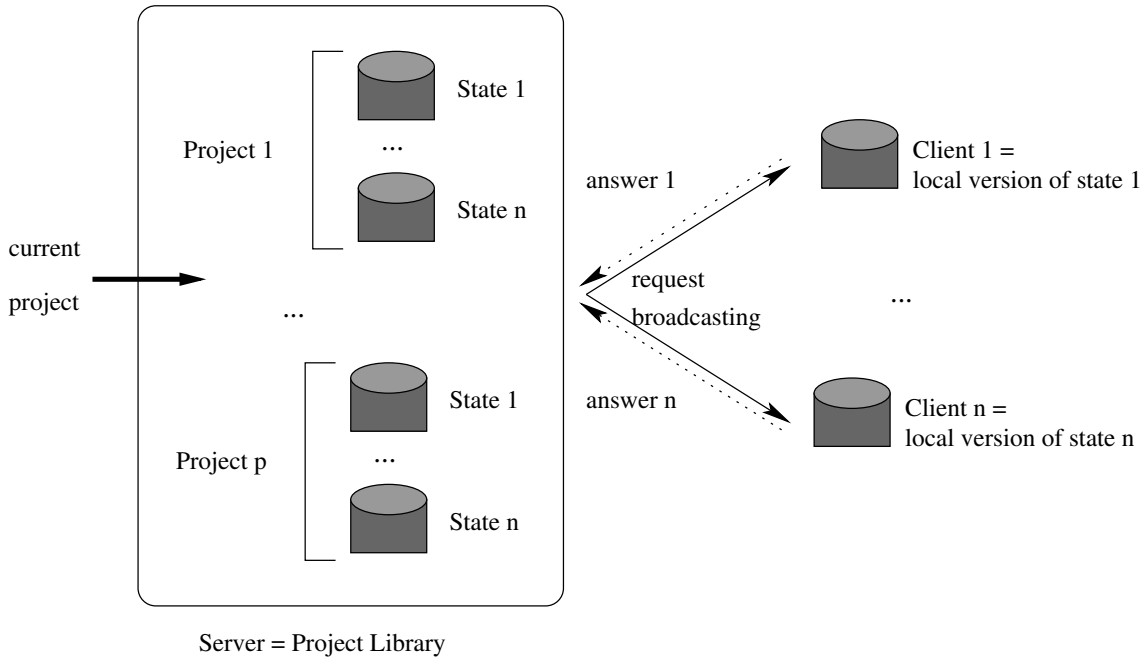 State 1
Project 1
...
State n
current
project
...
State 1
Project p
...
State n
Server = Project Library
answer 1
request
broadcasting
answer n
Client 1 =
local version of state 1
...
Client n =
local version of state n